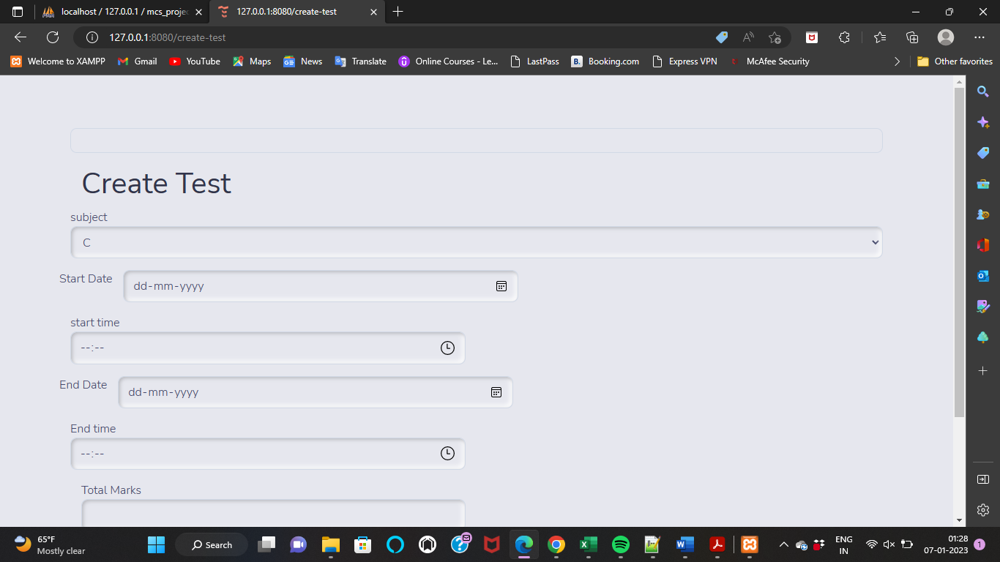 localhost / 127.0.0.1 / mcs_projec
127.0.0.1:8080/create-test
127.0.0.1:8080/create-test
Welcome to XAMPP
Gmail
YouTube
Maps
News
Translate
Online Courses - Le...
LastPass
Booking.com
Express VPN
McAfee Security
Other favorites
Create Test
subject
C
Start Date
dd-mm-yyyy
start time
--:--
End Date
dd-mm-yyyy
End time
--:--
Total Marks
65°F
Mostly clear
Search
ENG
IN
01:28
07-01-2023
1